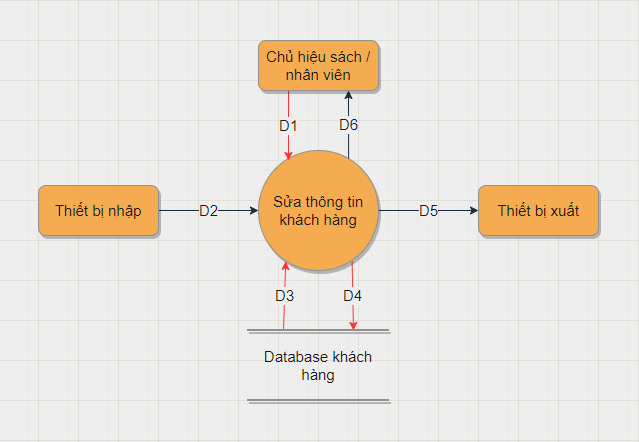 Chủ hiệu sách /
nhân viên
D1
D6
Thiết bị nhập
D2
Sửa thông tin
khách hàng
D5
Thiết bị xuất
D3
D4
Database khách
hàng